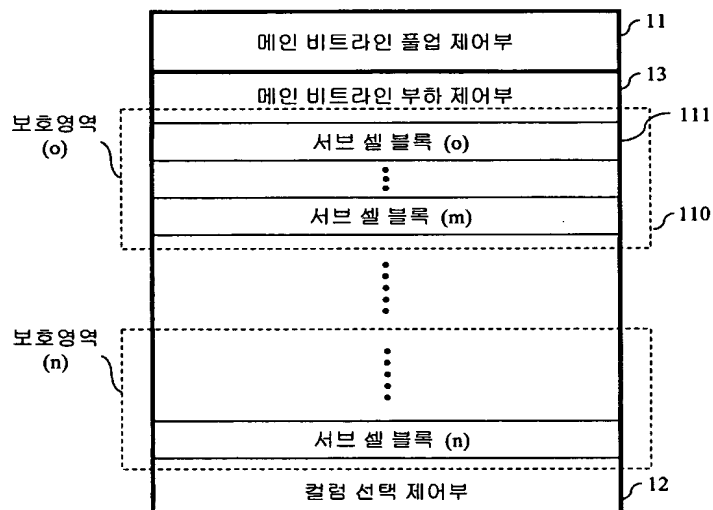 메인 비트라인 풀업 제어부
11
메인 비트라인 부하 제어부
13
보호영역
(o)
서브 셀 블록 (o)
111
서브 셀 블록 (m)
110
보호영역
(n)
서브 셀 블록 (n)
컬럼 선택 제어부
12